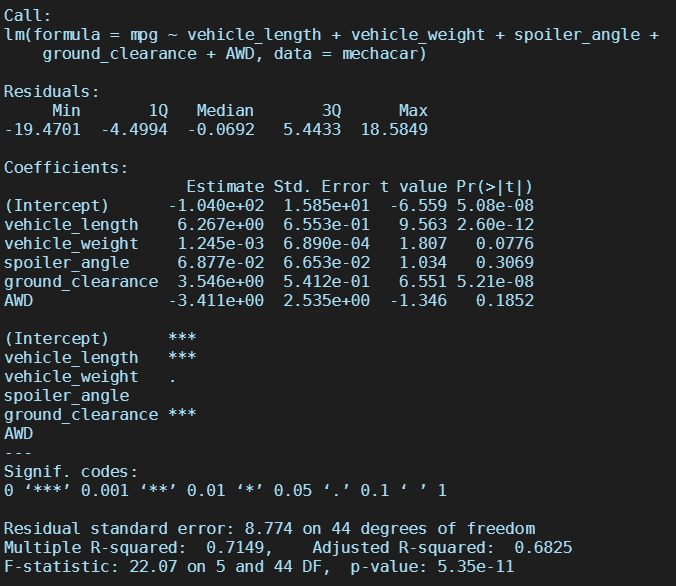 Call:
lm(formula = mpg ~ vehicle_length + vehicle_weight + spoiler_angle +
    ground_clearance + AWD, data = mechacar)

Residuals:
     Min       1Q   Median       3Q      Max
-19.4701  -4.4994  -0.0692   5.4433  18.5849

Coefficients:
                   Estimate Std. Error t value Pr(>|t|)
(Intercept)      -1.040e+02  1.585e+01  -6.559 5.08e-08
vehicle_length    6.267e+00  6.553e-01   9.563 2.60e-12
vehicle_weight    1.245e-03  6.890e-04   1.807   0.0776
spoiler_angle     6.877e-02  6.653e-02   1.034   0.3069
ground_clearance  3.546e+00  5.412e-01   6.551 5.21e-08
AWD              -3.411e+00  2.535e+00  -1.346   0.1852

(Intercept)      ***
vehicle_length   ***
vehicle_weight   .
spoiler_angle
ground_clearance ***
AWD
---
Signif. codes:
0 ‘***’ 0.001 ‘**’ 0.01 ‘*’ 0.05 ‘.’ 0.1 ‘ ’ 1

Residual standard error: 8.774 on 44 degrees of freedom
Multiple R-squared:  0.7149,    Adjusted R-squared:  0.6825
F-statistic: 22.07 on 5 and 44 DF,  p-value: 5.35e-11